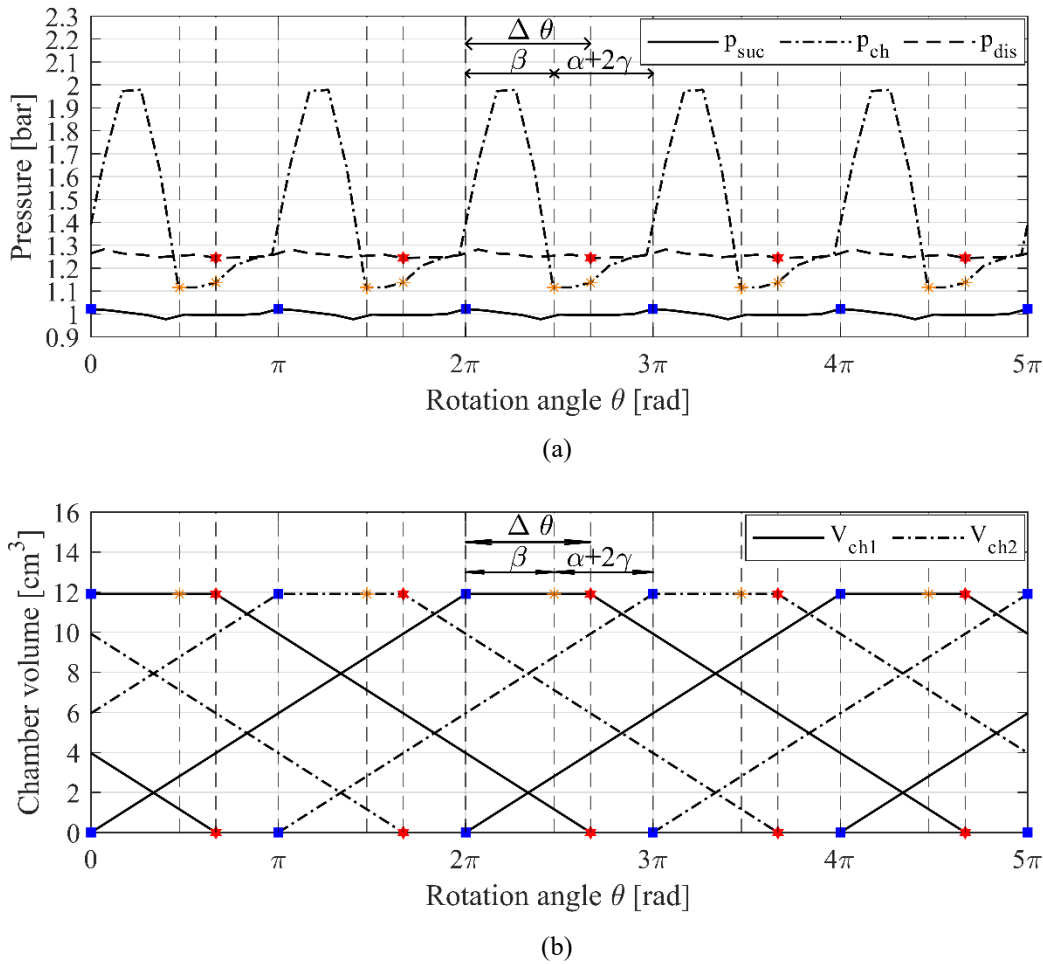 2.3
2.2
2.1
2
1.9
1.8
1.7
1.6
1.5
1.4
1.3
1.2
1.1
1
0.9
Pressure [bar]
Δ θ
β
α+2γ
p_suc p_ch p_dis
0 π 2π 3π 4π 5π
Rotation angle θ [rad]
(a)
16
14
12
10
8
6
4
2
0
Chamber volume [cm³]
Δ θ
β
α+2γ
V_ch1 V_ch2
0 π 2π 3π 4π 5π
Rotation angle θ [rad]
(b)